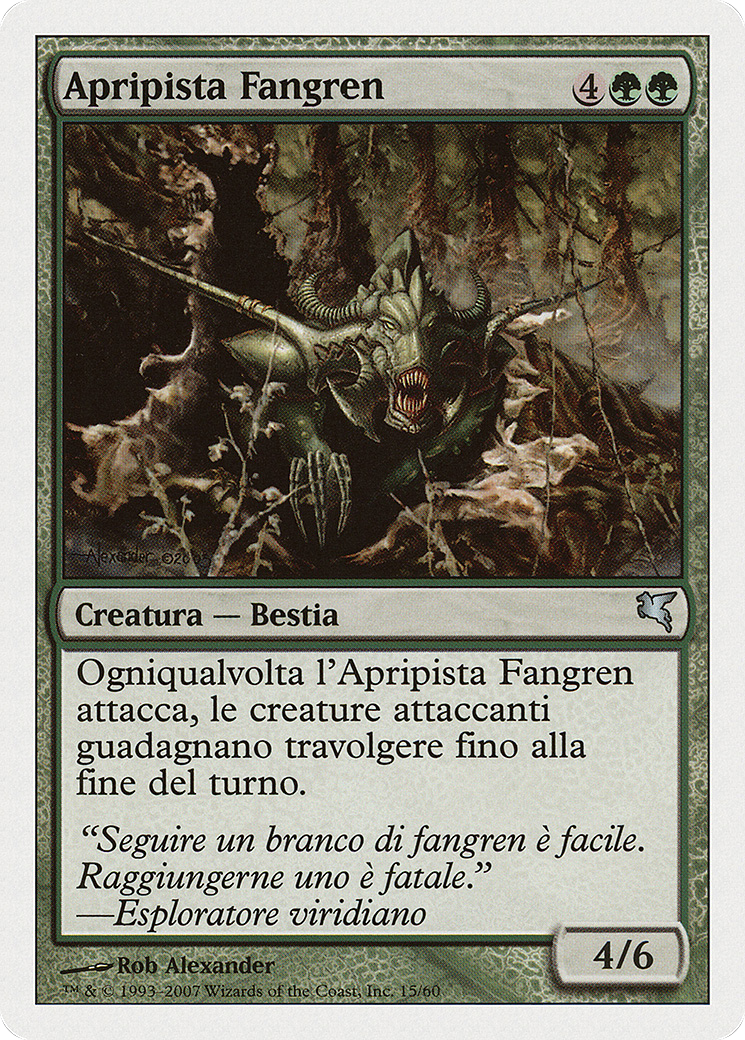 Apripista Fangren
4
Alexander ©2005
Creatura — Bestia
Ogniqualvolta l'Apripista Fangren
attacca, le creature attaccanti
guadagnano travolgere fino alla
fine del turno.
“Seguire un branco di fangren è facile.
Raggiungerne uno è fatale.”
—Esploratore viridiano
4/6
Rob Alexander
™ & © 1993–2007 Wizards of the Coast, Inc. 15/60